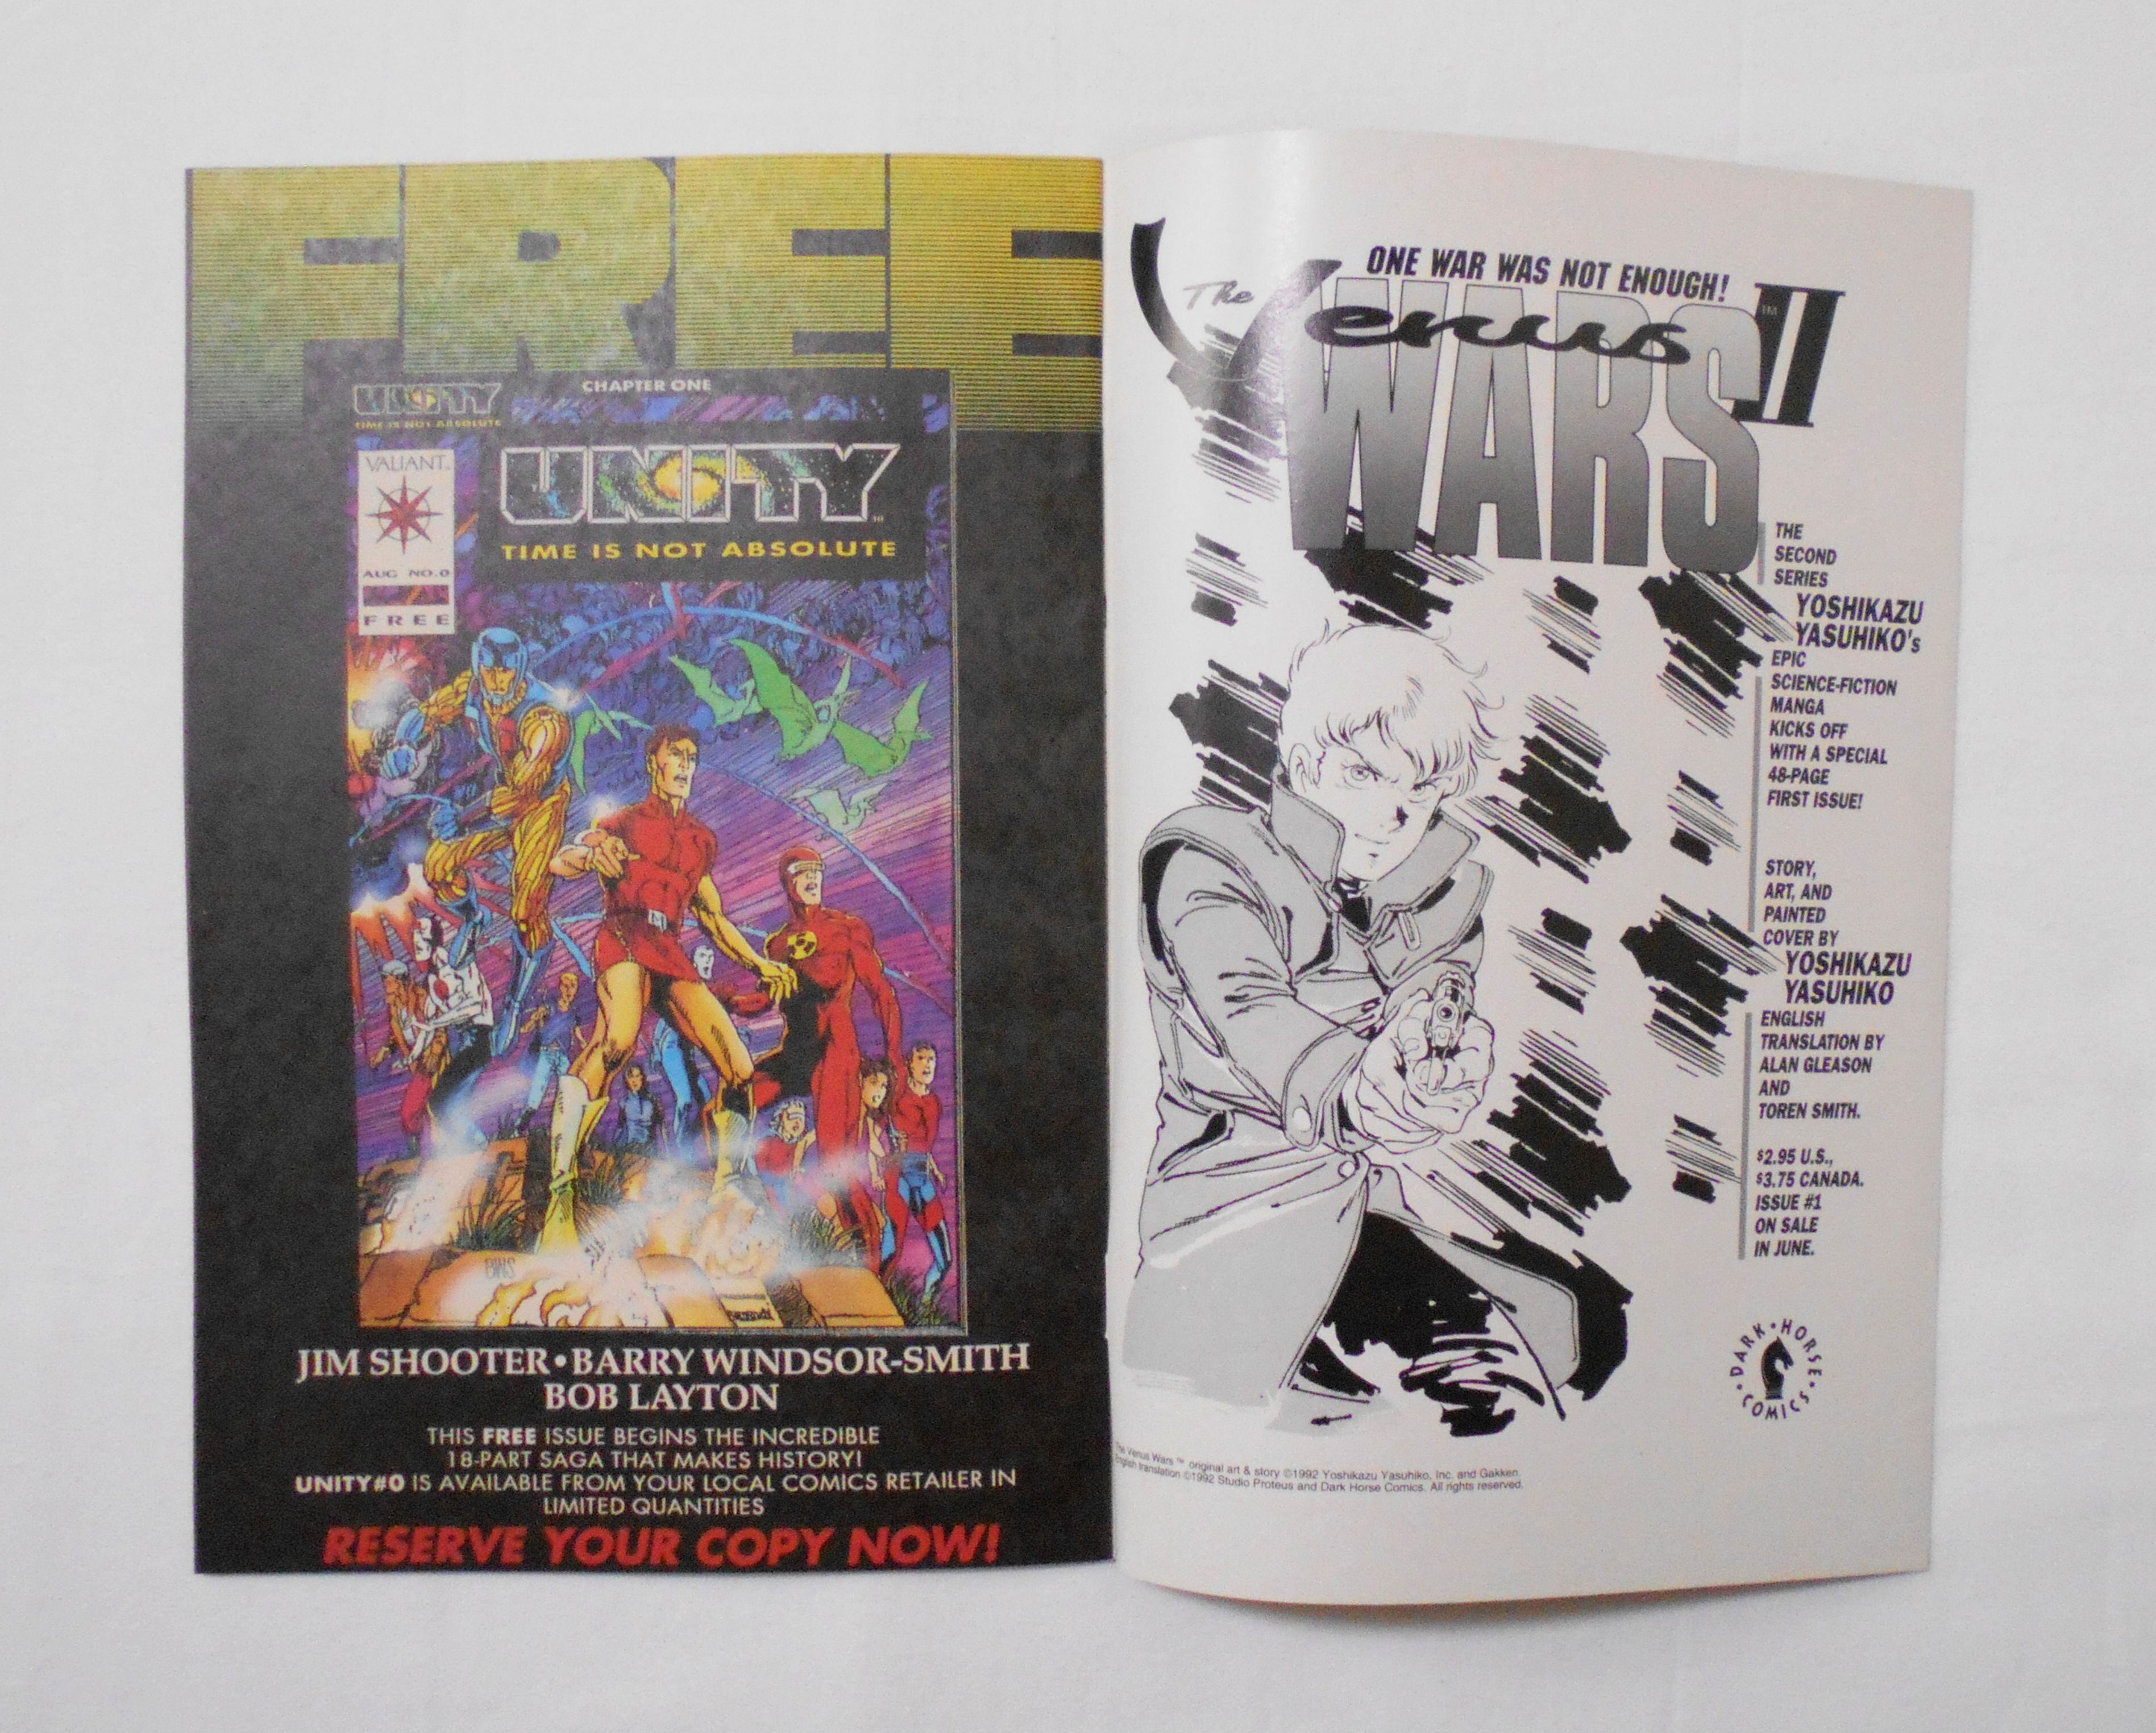 FREE
UNITY
TIME IS NOT ABSOLUTE
CHAPTER ONE
VALIANT™
AUG NO.0
FREE
UNITY
TIME IS NOT ABSOLUTE
M
BWS
JIM SHOOTER•BARRY WINDSOR-SMITH
BOB LAYTON
THIS FREE ISSUE BEGINS THE INCREDIBLE
18-PART SAGA THAT MAKES HISTORY!
UNITY#0 IS AVAILABLE FROM YOUR LOCAL COMICS RETAILER IN
LIMITED QUANTITIES
RESERVE YOUR COPY NOW!
ONE WAR WAS NOT ENOUGH!
The Venus
WARS II™
THE
SECOND
SERIES
YOSHIKAZU
YASUHIKO's
EPIC
SCIENCE-FICTION
MANGA
KICKS OFF
WITH A SPECIAL
48-PAGE
FIRST ISSUE!
STORY,
ART, AND
PAINTED
COVER BY
YOSHIKAZU
YASUHIKO
ENGLISH
TRANSLATION BY
ALAN GLEASON
AND
TOREN SMITH.
$2.95 U.S.,
$3.75 CANADA.
ISSUE #1
ON SALE
IN JUNE.
DARK • HORSE • COMICS •
The Venus Wars™ original art & story ©1992 Yoshikazu Yasuhiko, Inc. and Gakken.
English translation ©1992 Studio Proteus and Dark Horse Comics. All rights reserved.